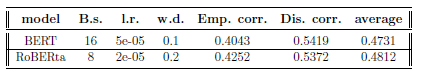 model B.s. l.r. w.d. Emp. corr. Dis. corr. average
BERT 16 5e-05 0.1 0.4043 0.5419 0.4731
RoBERta 8 2e-05 0.2 0.4252 0.5372 0.4812